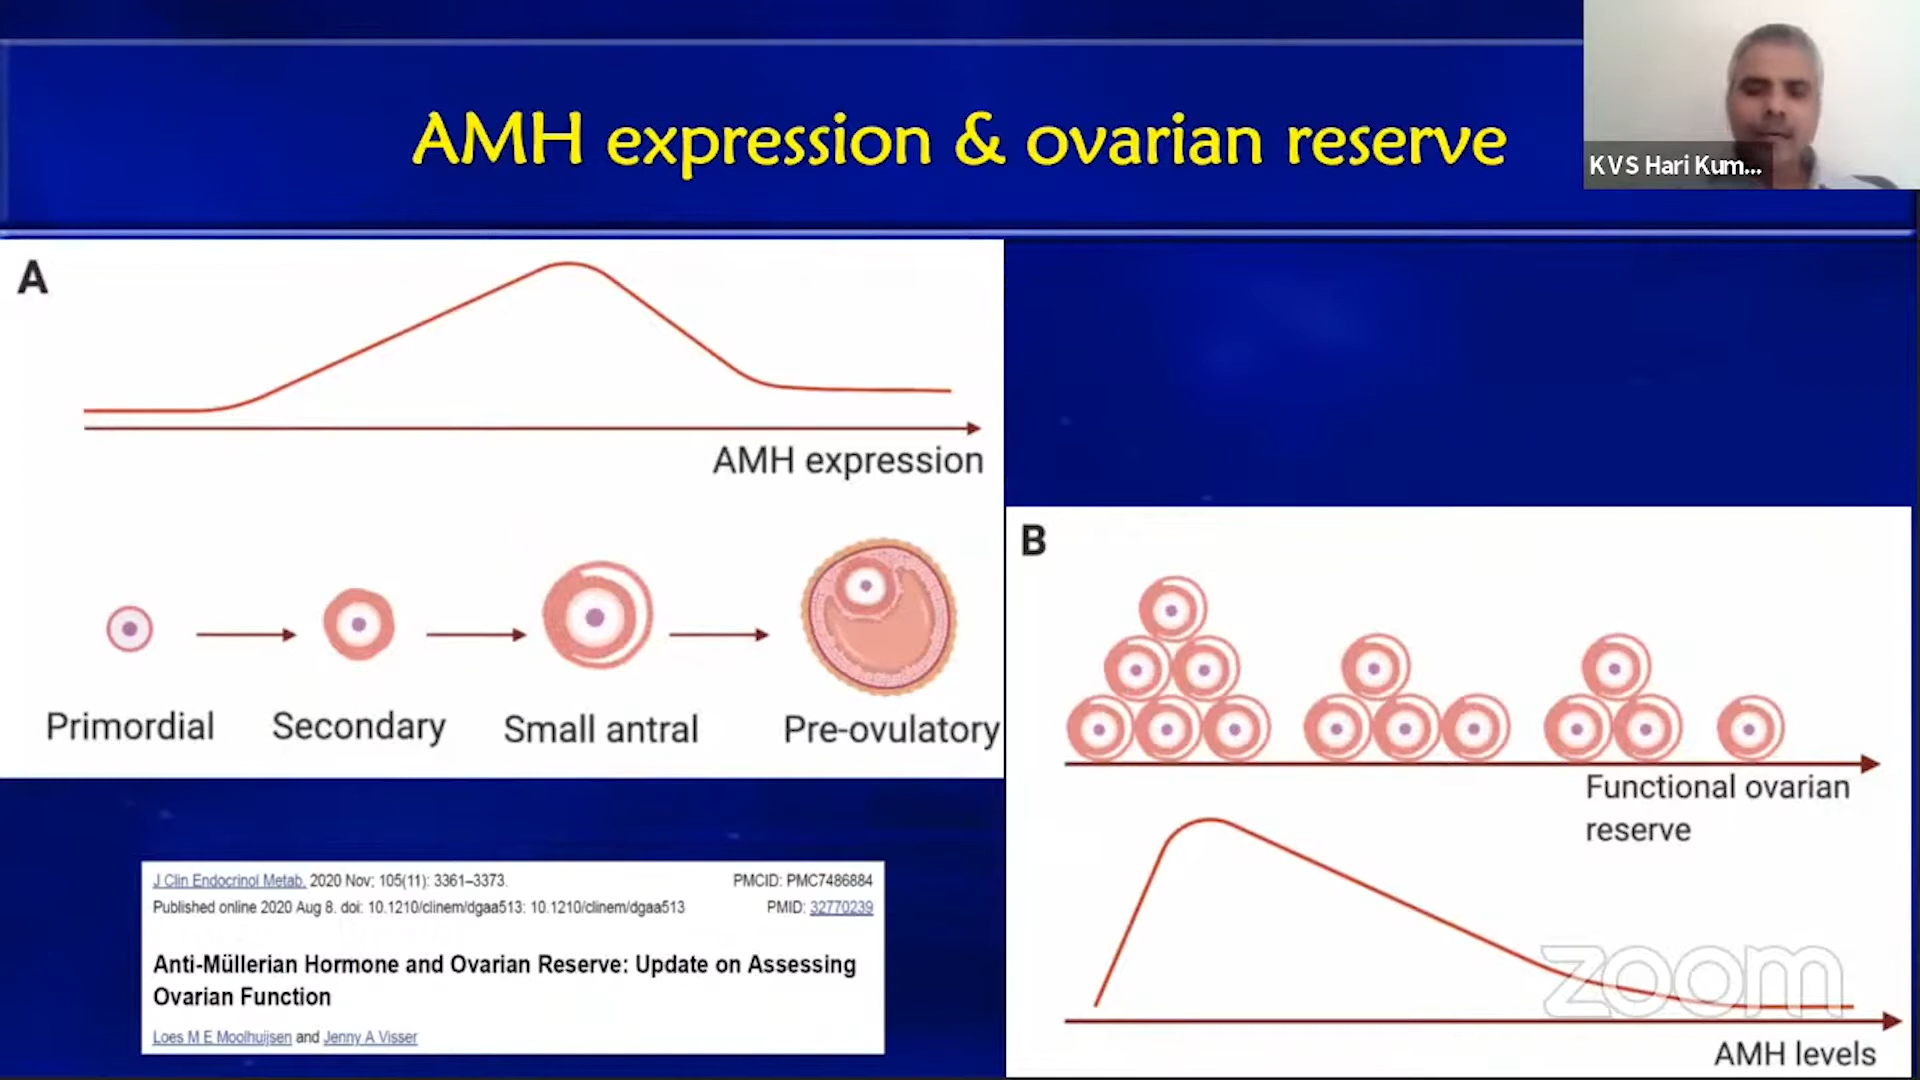 AMH expression & ovarian reserve
KVS Hari Kum...
A
AMH expression
Primordial
Secondary
Small antral
Pre-ovulatory
B
Functional ovarian
reserve
AMH levels
zoom
J Clin Endocrinol Metab. 2020 Nov; 105(11): 3361–3373.
PMCID: PMC7486884
Published online 2020 Aug 8. doi: 10.1210/clinem/dgaa513: 10.1210/clinem/dgaa513
PMID: 32770239
Anti-Müllerian Hormone and Ovarian Reserve: Update on Assessing
Ovarian Function
Loes M E Moolhuijsen and Jenny A Visser